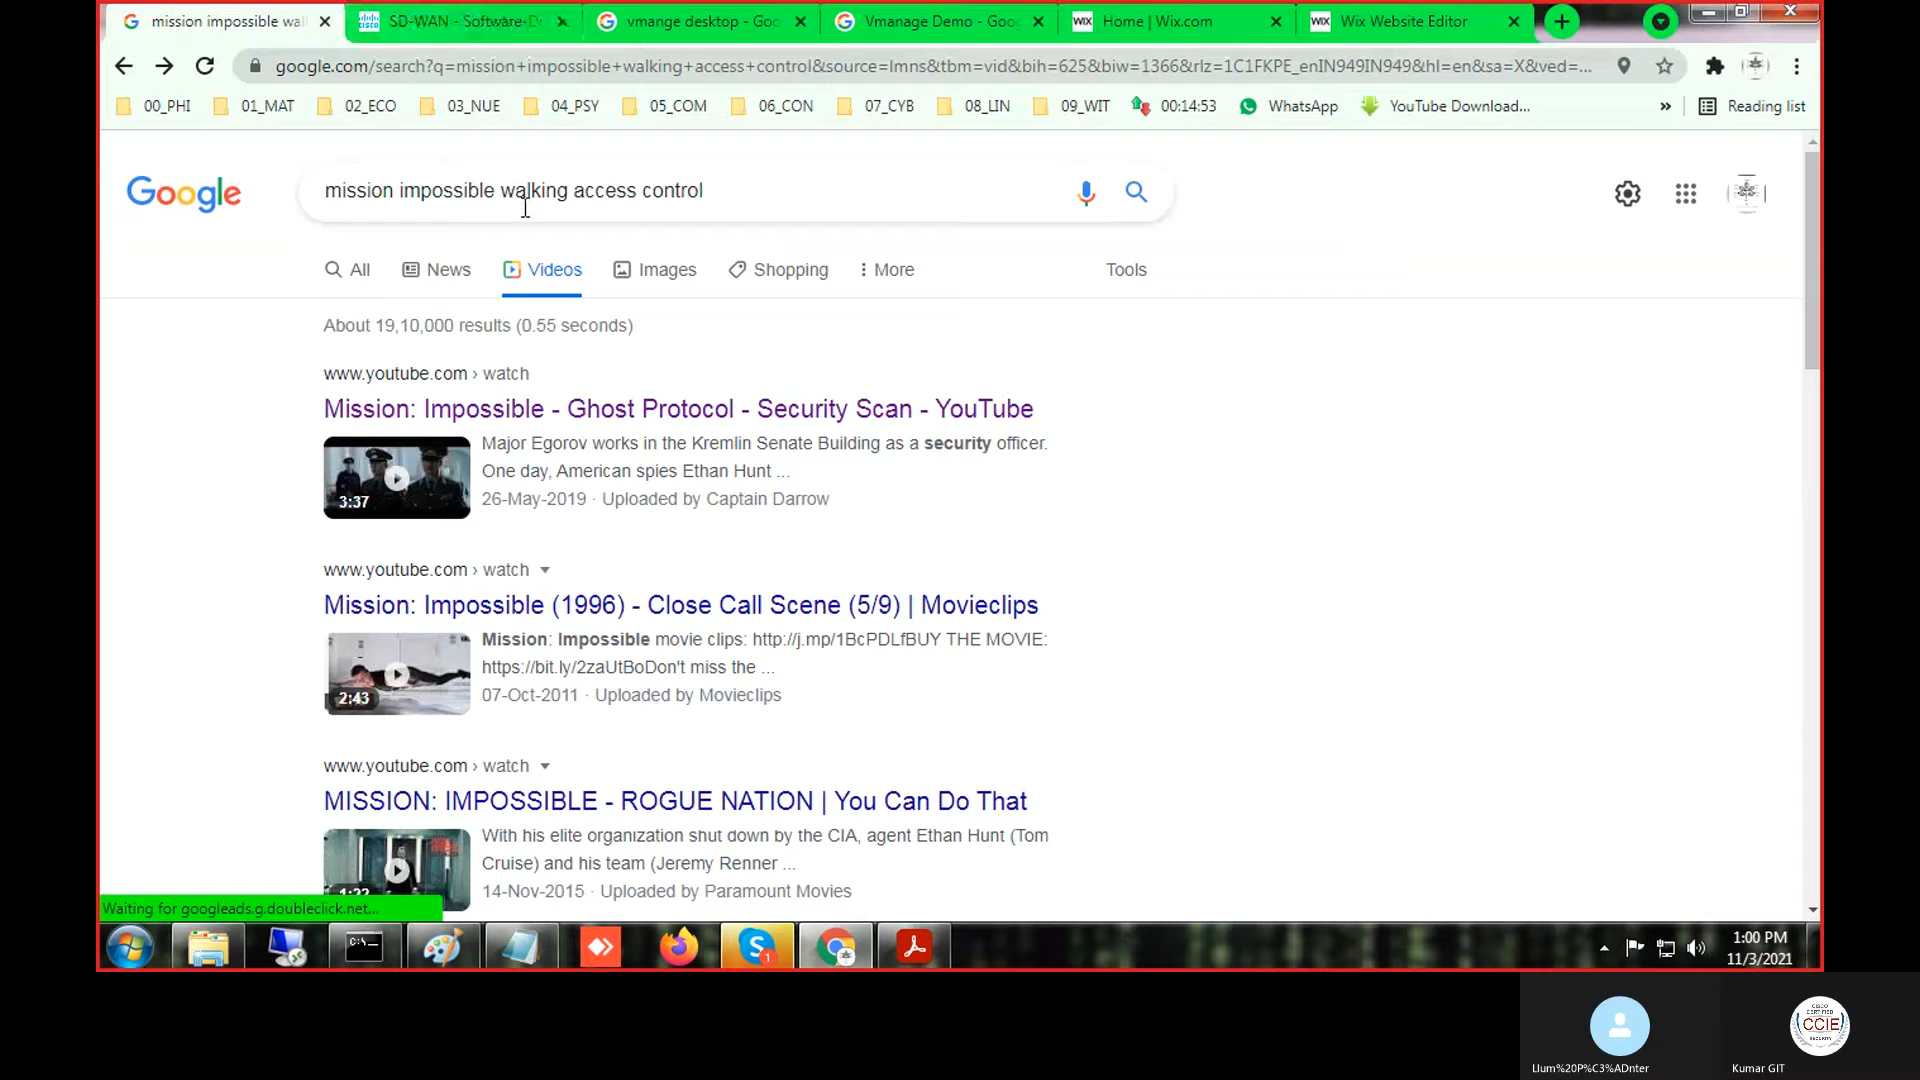 mission impossible wal
SD-WAN - Software-D
vmange desktop - Goo
Vmanage Demo - Goo
WIX Home | Wix.com
WIX Wix Website Editor
google.com/search?q=mission+impossible+walking+access+control&source=lmns&tbm=vid&bih=625&biw=1366&rlz=1C1FKPE_enIN949IN949&hl=en&sa=X&ved=...
00_PHI 01_MAT 02_ECO 03_NUE 04_PSY 05_COM 06_CON 07_CYB 08_LIN 09_WIT 00:14:53 WhatsApp YouTube Download... » Reading list
Google
mission impossible walking access control
All News Videos Images Shopping More Tools
About 19,10,000 results (0.55 seconds)
www.youtube.com › watch
Mission: Impossible - Ghost Protocol - Security Scan - YouTube
Major Egorov works in the Kremlin Senate Building as a security officer.
One day, American spies Ethan Hunt ...
3:37
26-May-2019 · Uploaded by Captain Darrow
www.youtube.com › watch
Mission: Impossible (1996) - Close Call Scene (5/9) | Movieclips
Mission: Impossible movie clips: http://j.mp/1BcPDLfBUY THE MOVIE:
https://bit.ly/2zaUtBoDon't miss the ...
2:43
07-Oct-2011 · Uploaded by Movieclips
www.youtube.com › watch
MISSION: IMPOSSIBLE - ROGUE NATION | You Can Do That
With his elite organization shut down by the CIA, agent Ethan Hunt (Tom
Cruise) and his team (Jeremy Renner ...
14-Nov-2015 · Uploaded by Paramount Movies
Waiting for googleads.g.doubleclick.net...
1:00 PM
11/3/2021
CISCO
CERTIFIED
CCIE
SECURITY
Llum%20P%C3%ADnter
Kumar GIT